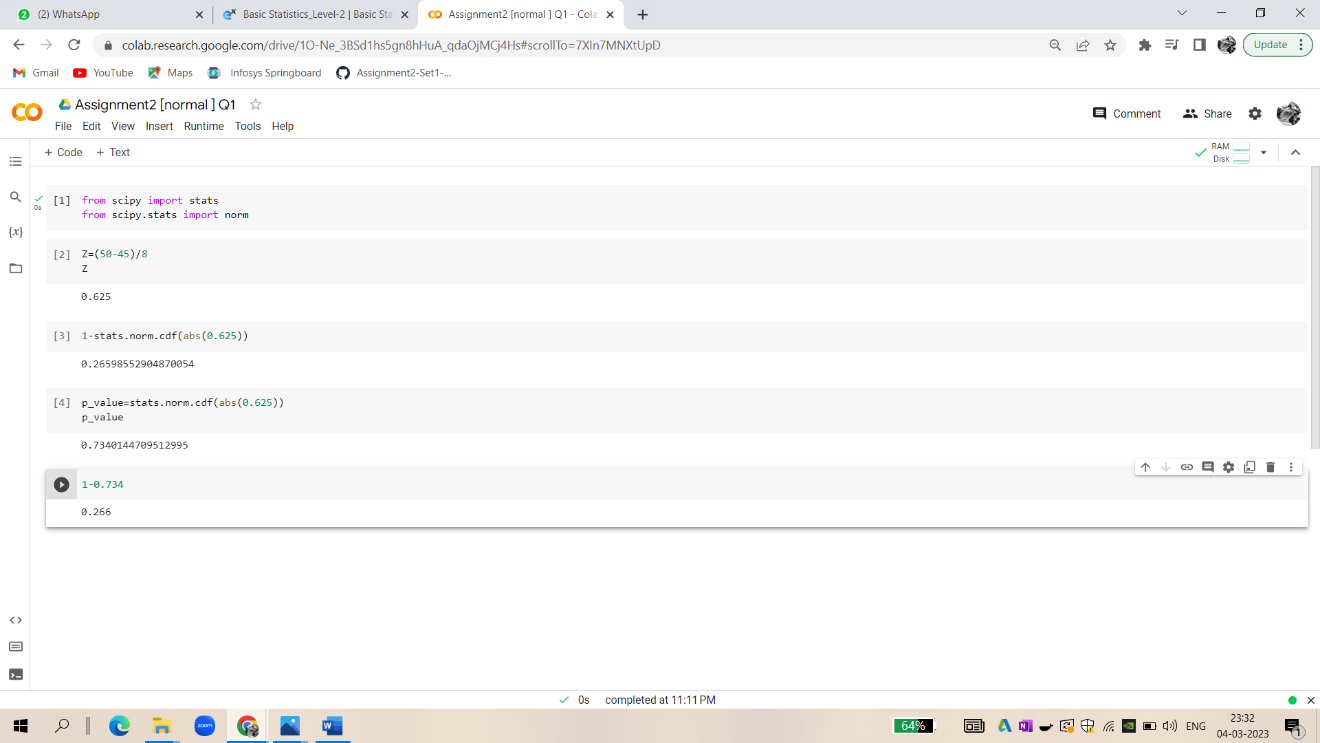 2 (2) WhatsApp
Basic Statistics_Level-2 | Basic Sta
Assignment2 [normal ] Q1 - Cola
colab.research.google.com/drive/1O-Ne_3BSd1hs5gn8hHuA_qdaOjMCj4Hs#scrollTo=7XIn7MNXtUpD
Update
Gmail YouTube Maps Infosys Springboard Assignment2-Set1-...
Assignment2 [normal ] Q1
File Edit View Insert Runtime Tools Help
Comment Share
+ Code + Text
RAM
Disk
{x}
0s
[1] from scipy import stats
from scipy.stats import norm
[2] Z=(50-45)/8
Z
0.625
[3] 1-stats.norm.cdf(abs(0.625))
0.26598552904870054
[4] p_value=stats.norm.cdf(abs(0.625))
p_value
0.7340144709512995
1-0.734
0.266
0s completed at 11:11 PM
zoom
64%
ENG
23:32
04-03-2023
1